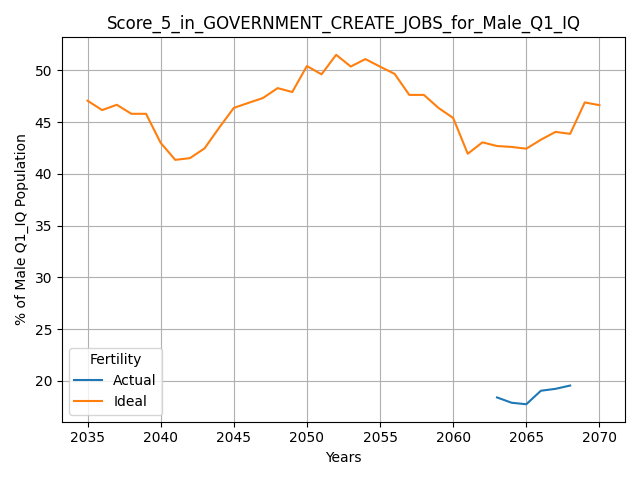 Score_5_in_GOVERNMENT_CREATE_JOBS_for_Male_Q1_IQ
% of Male Q1_IQ Population
50
45
40
35
30
25
20
Fertility
Actual
Ideal
2035 2040 2045 2050 2055 2060 2065 2070
Years